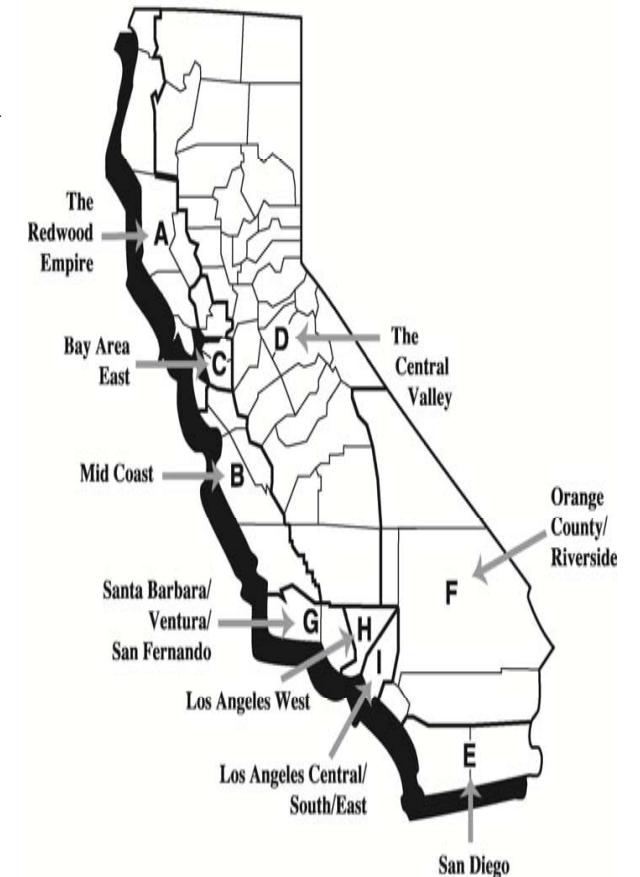 The
Redwood
Empire
A
Bay Area
East
C
D
The
Central
Valley
Mid Coast
B
Orange
County/
Riverside
F
Santa Barbara/
Ventura/
San Fernando
G
H
Los Angeles West
I
Los Angeles Central/
South/East
E
San Diego